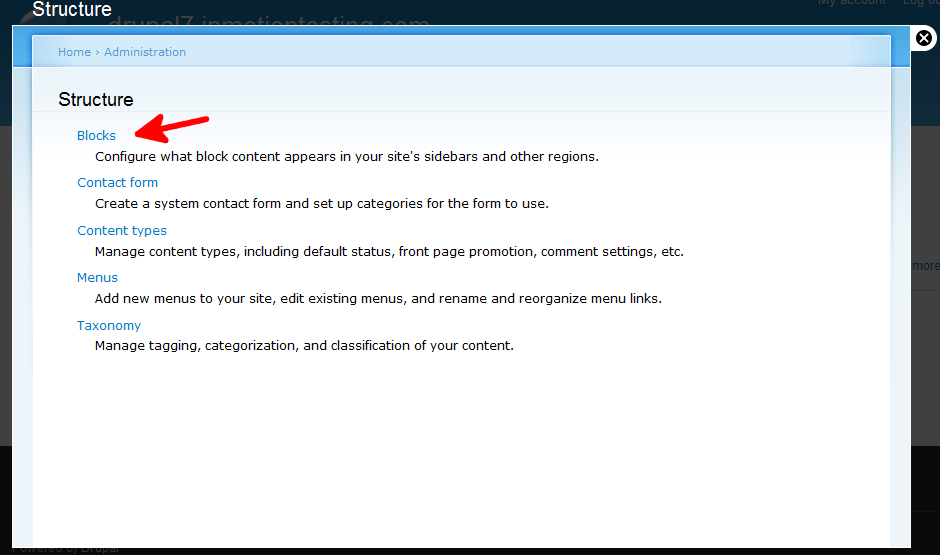 Structure
My account Log ou
drupal7.inmotiontesting.com
Home › Administration
Structure
Blocks
Configure what block content appears in your site's sidebars and other regions.
Contact form
Create a system contact form and set up categories for the form to use.
Content types
Manage content types, including default status, front page promotion, comment settings, etc.
more
Menus
Add new menus to your site, edit existing menus, and rename and reorganize menu links.
Taxonomy
Manage tagging, categorization, and classification of your content.
Powered by Drupal